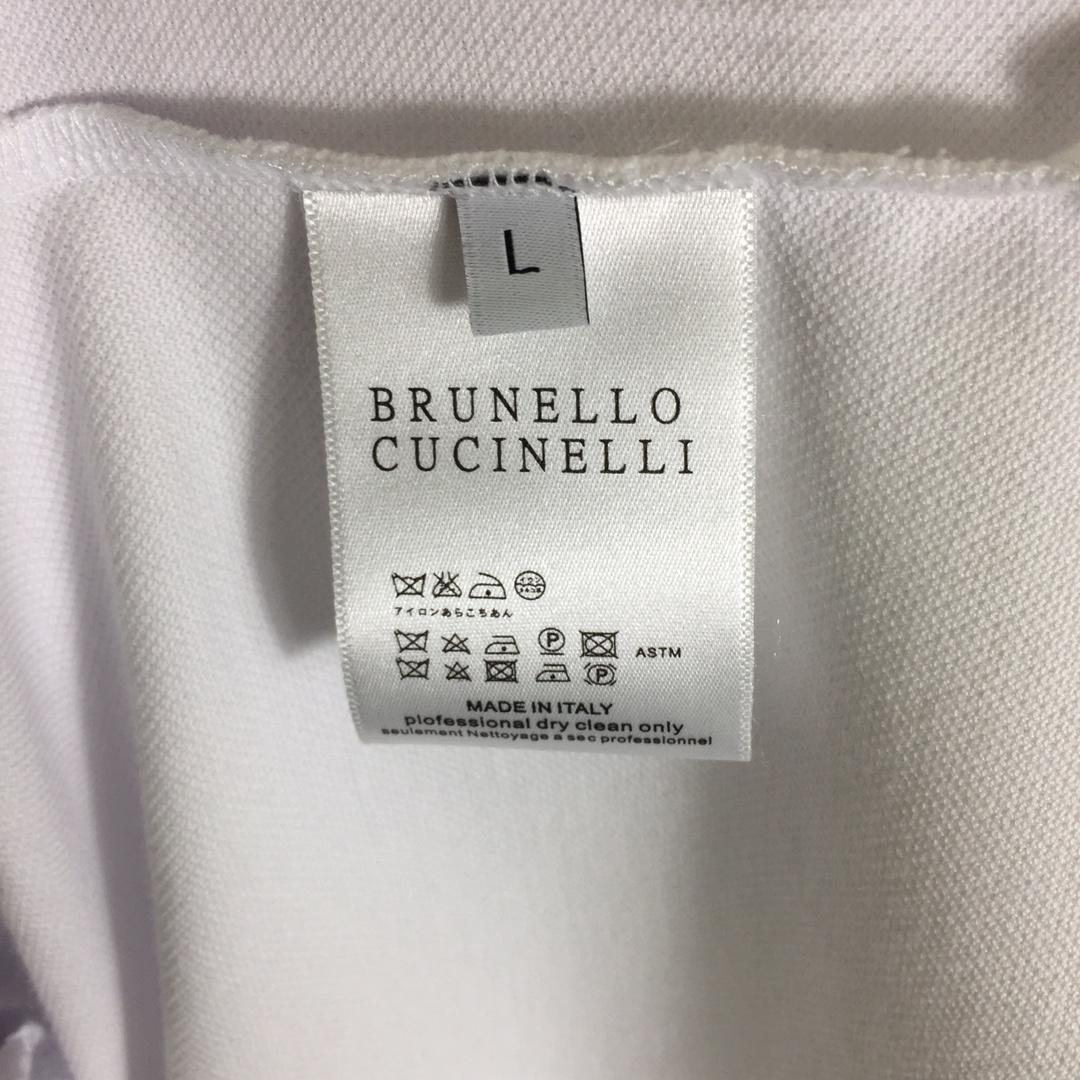 L
BRUNELLO
CUCINELLI
アイロンあらこちあん
P
ASTM
P
MADE IN ITALY
plofessional dry clean only
seulement Nettoyage a sec professionnel